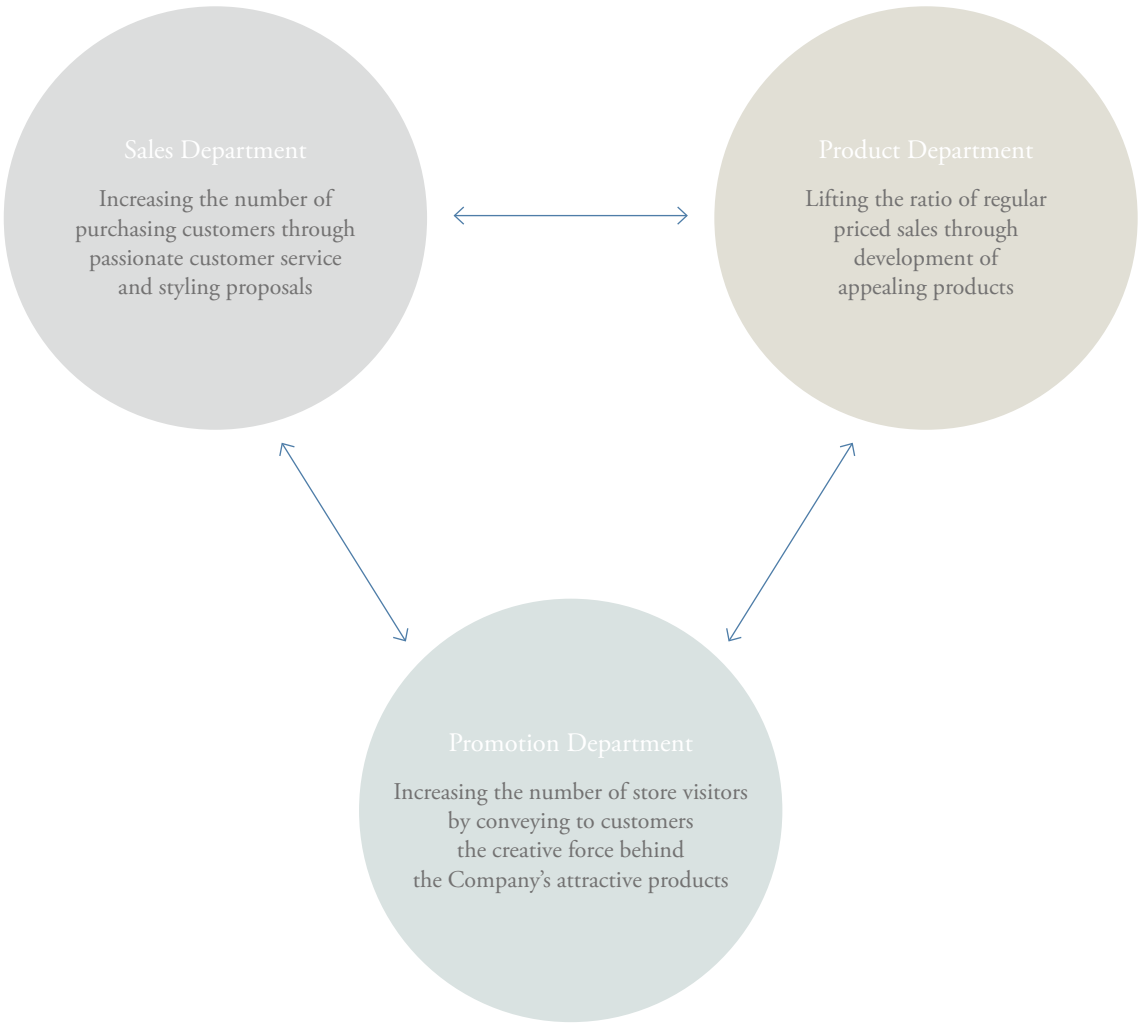 Sales Department
Increasing the number of
purchasing customers through
passionate customer service
and styling proposals
Product Department
Lifting the ratio of regular
priced sales through
development of
appealing products
Promotion Department
Increasing the number of store visitors
by conveying to customers
the creative force behind
the Company’s attractive products